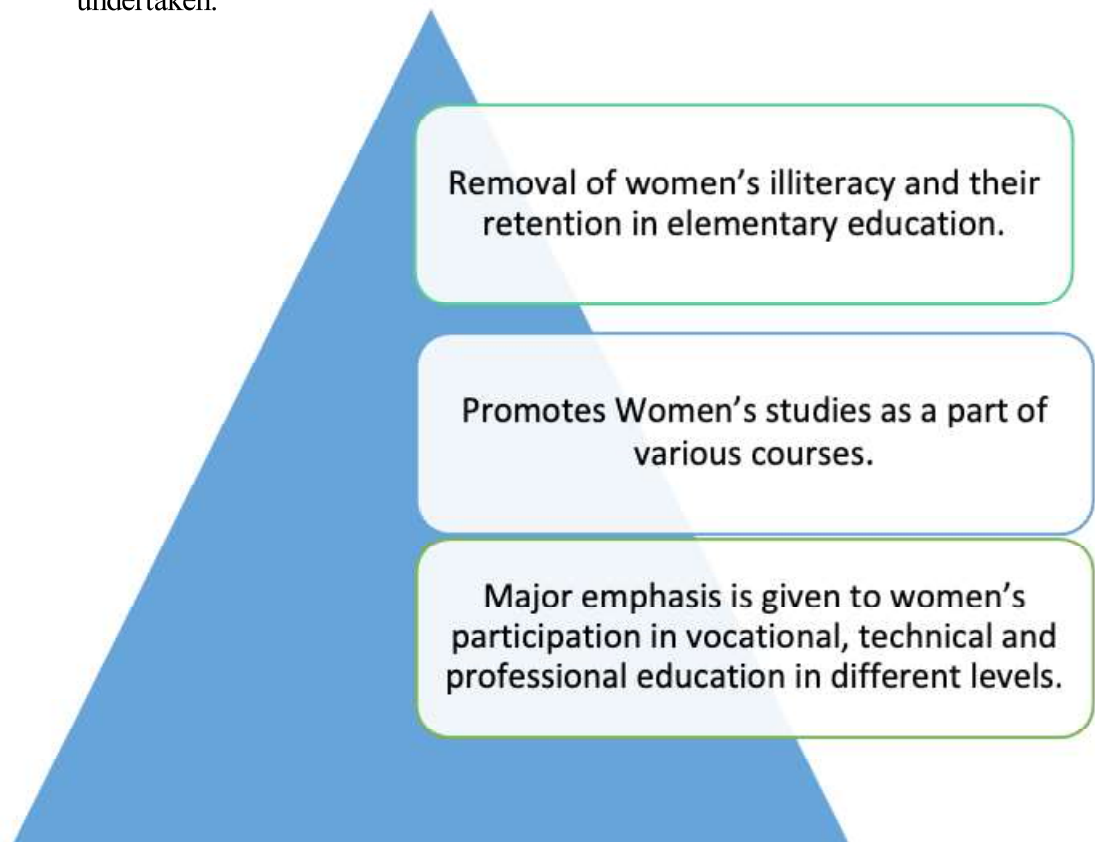 undertaken.
Removal of women's illiteracy and their
retention in elementary education.
Promotes Women's studies as a part of
various courses.
Major emphasis is given to women's
participation in vocational, technical and
professional education in different levels.